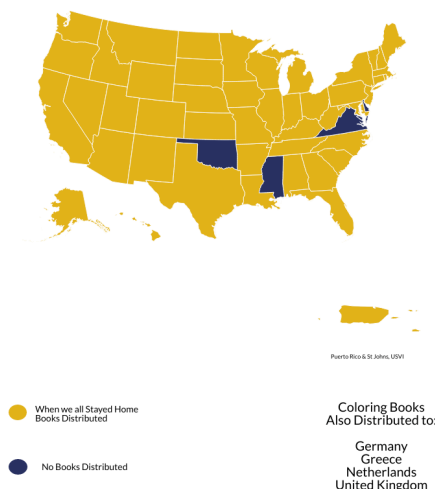 Puerto Rico & St Johns, USVI
When we all Stayed Home
Books Distributed
No Books Distributed
Coloring Books
Also Distributed to:
Germany
Greece
Netherlands
United Kingdom